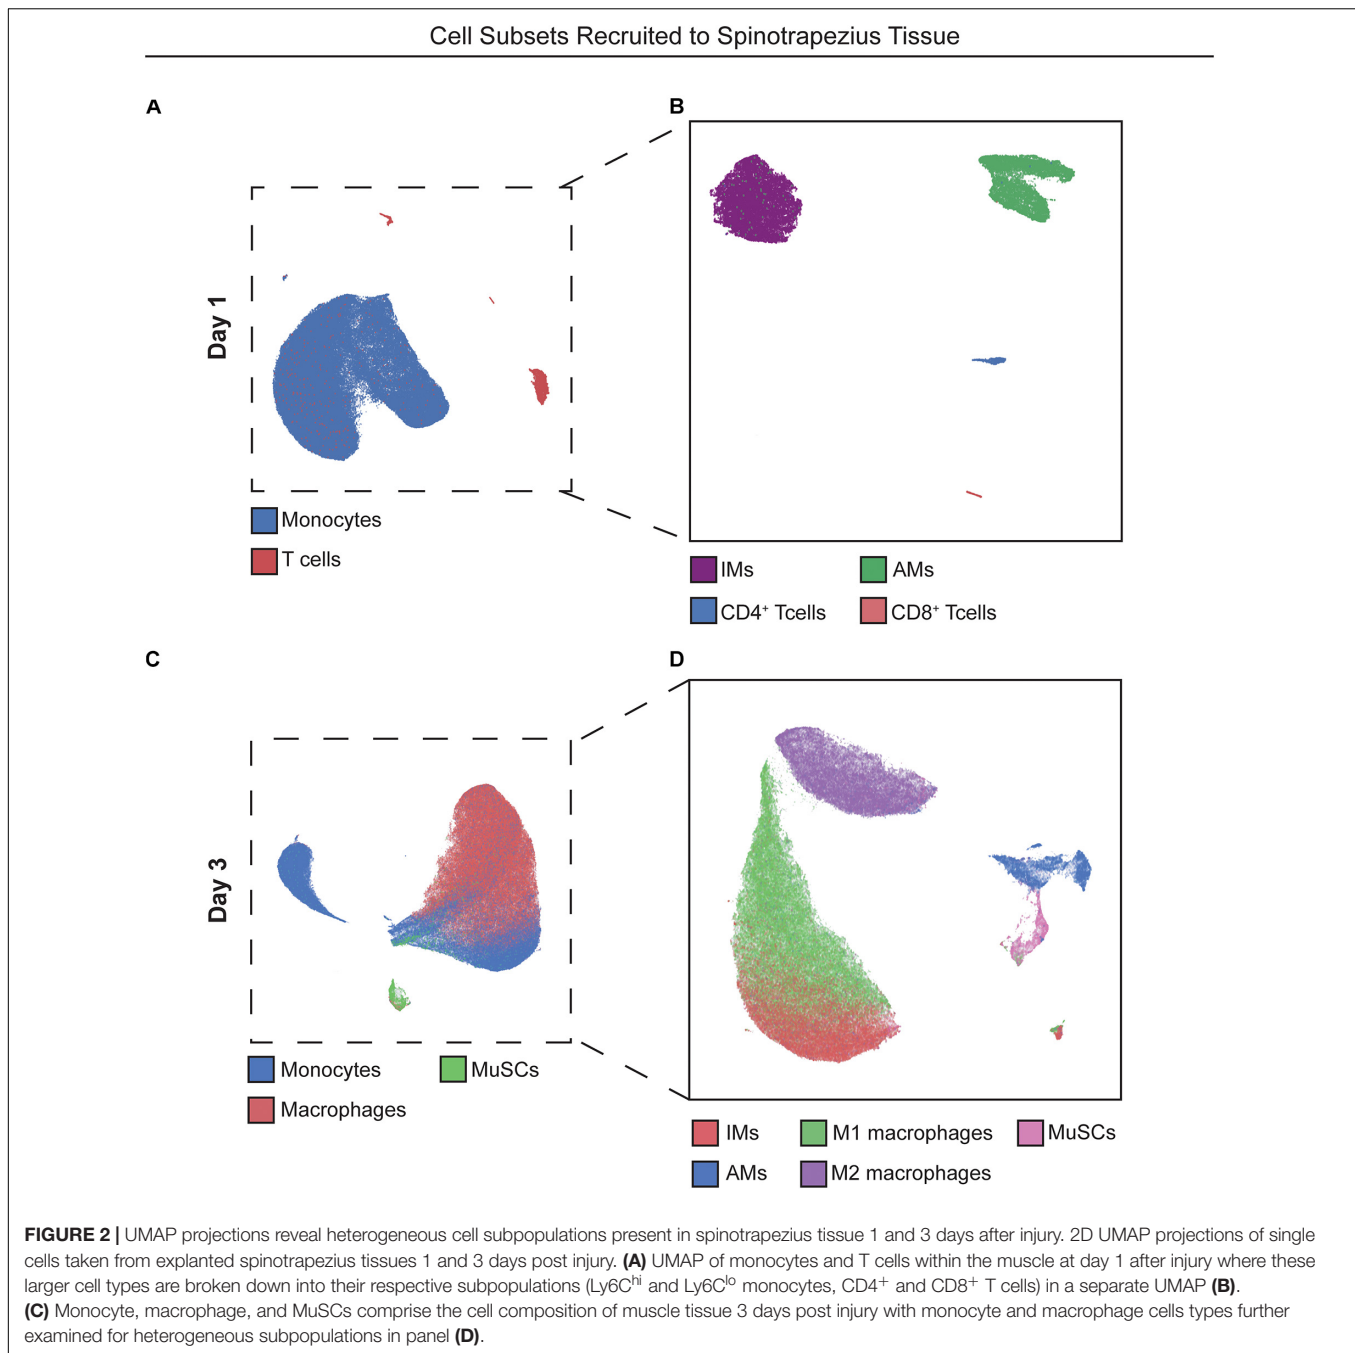 Cell Subsets Recruited to Spinotrapezius Tissue
A
B
Day 1
Monocytes
T cells
IMs
AMs
CD4⁺ Tcells
CD8⁺ Tcells
C
D
Day 3
Monocytes
MuSCs
Macrophages
IMs
M1 macrophages
MuSCs
AMs
M2 macrophages
FIGURE 2 | UMAP projections reveal heterogeneous cell subpopulations present in spinotrapezius tissue 1 and 3 days after injury. 2D UMAP projections of single
cells taken from explanted spinotrapezius tissues 1 and 3 days post injury. (A) UMAP of monocytes and T cells within the muscle at day 1 after injury where these
larger cell types are broken down into their respective subpopulations (Ly6Cʰⁱ and Ly6Cˡᵒ monocytes, CD4⁺ and CD8⁺ T cells) in a separate UMAP (B).
(C) Monocyte, macrophage, and MuSCs comprise the cell composition of muscle tissue 3 days post injury with monocyte and macrophage cells types further
examined for heterogeneous subpopulations in panel (D).